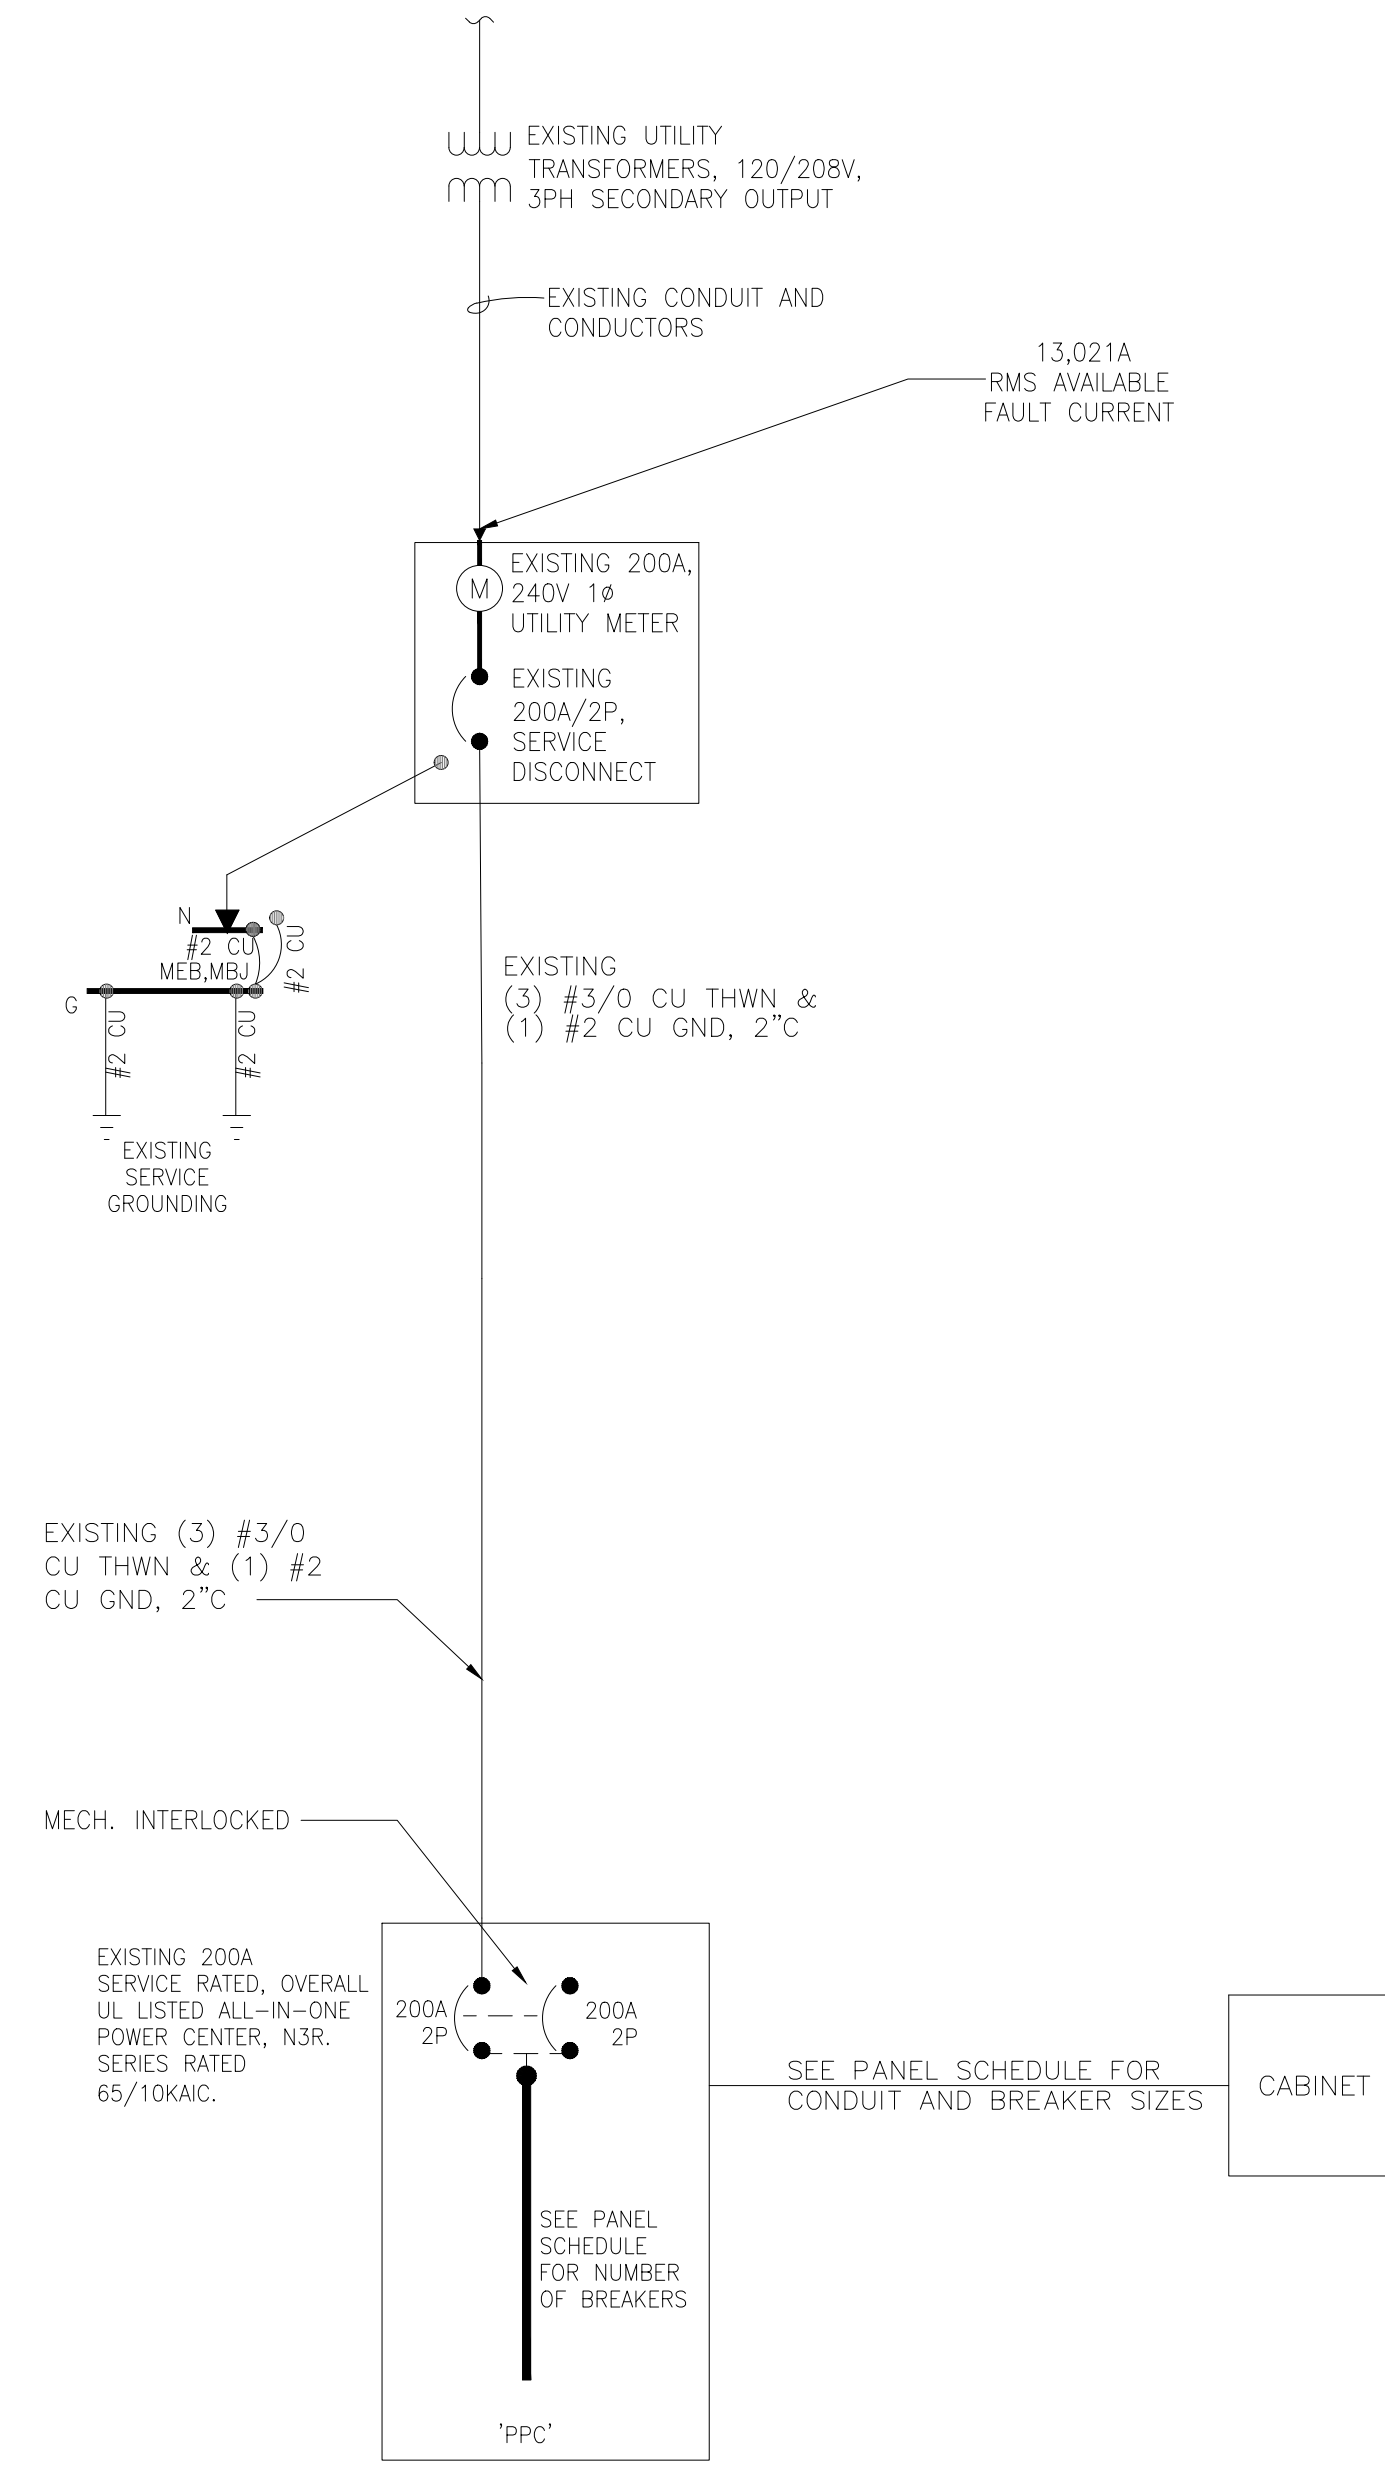 EXISTING UTILITY
TRANSFORMERS, 120/208V,
3PH SECONDARY OUTPUT
EXISTING CONDUIT AND
CONDUCTORS
13,021A
RMS AVAILABLE
FAULT CURRENT
EXISTING 200A,
240V 1ø
UTILITY METER
M
EXISTING
200A/2P,
SERVICE
DISCONNECT
N
#2 CU
MEB,MBJ
#2 CU
G
#2 CU
#2 CU
EXISTING
SERVICE
GROUNDING
EXISTING
(3) #3/0 CU THWN &
(1) #2 CU GND, 2"C
EXISTING (3) #3/0
CU THWN & (1) #2
CU GND, 2"C
MECH. INTERLOCKED
EXISTING 200A
SERVICE RATED, OVERALL
UL LISTED ALL-IN-ONE
POWER CENTER, N3R.
SERIES RATED
65/10KAIC.
200A
2P
200A
2P
SEE PANEL SCHEDULE FOR
CONDUIT AND BREAKER SIZES
CABINET
SEE PANEL
SCHEDULE
FOR NUMBER
OF BREAKERS
'PPC'